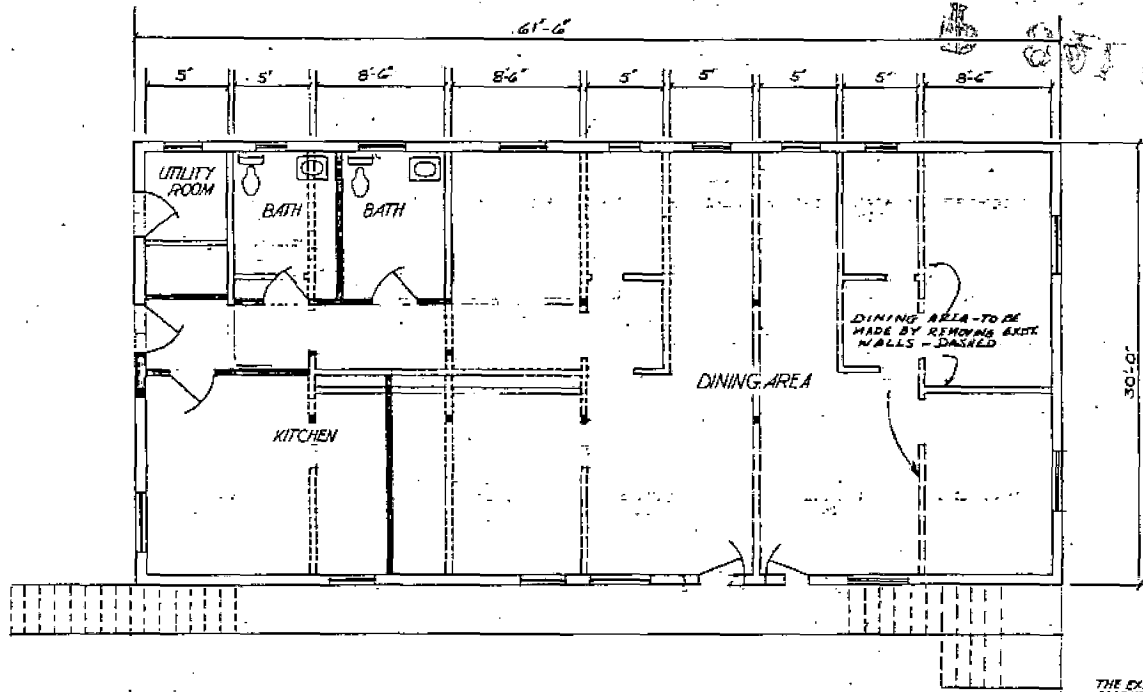 61'-6"
5' 5' 8'-6" 8'-6" 5' 5' 5' 5' 8'-6"
UTILITY
ROOM
BATH
BATH
DINING AREA - TO BE
MADE BY REMOVING EXIST
WALLS - DASHED
DINING AREA
30'-0"
KITCHEN
THE EX